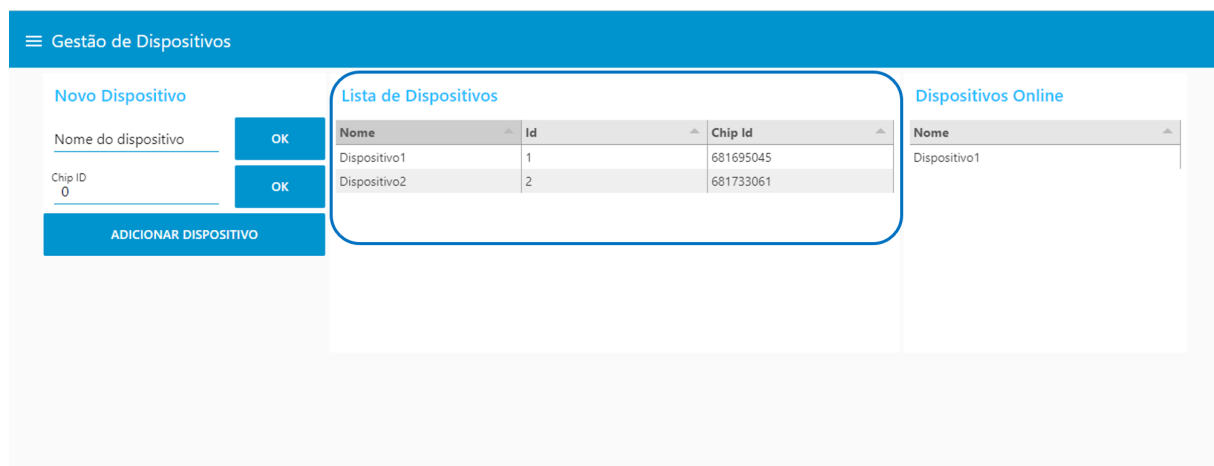 Gestão de Dispositivos
Novo Dispositivo
Nome do dispositivo OK
Chip ID
0 OK
ADICIONAR DISPOSITIVO
Lista de Dispositivos
Nome Id Chip Id
Dispositivo1 1 681695045
Dispositivo2 2 681733061
Dispositivos Online
Nome
Dispositivo1